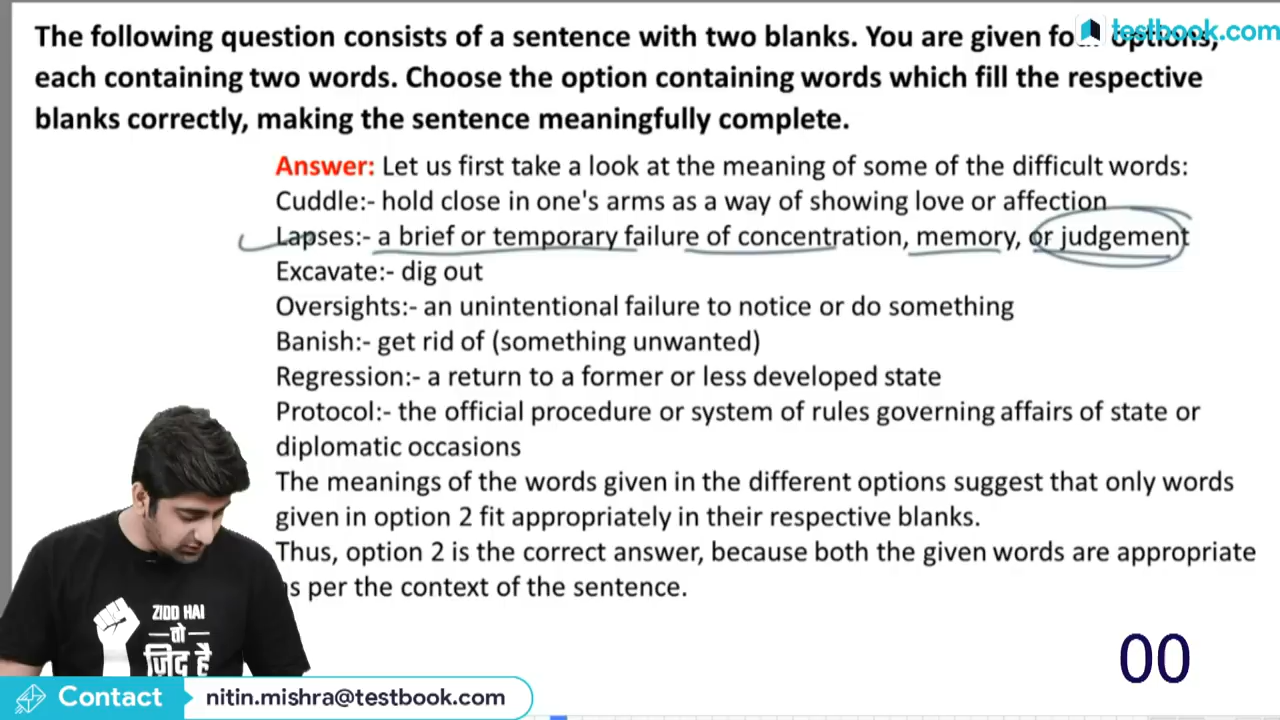 The following question consists of a sentence with two blanks. You are given four options,
testbook.com
each containing two words. Choose the option containing words which fill the respective
blanks correctly, making the sentence meaningfully complete.
Answer: Let us first take a look at the meaning of some of the difficult words:
Cuddle:- hold close in one's arms as a way of showing love or affection
Lapses:- a brief or temporary failure of concentration, memory, or judgement
Excavate:- dig out
Oversights:- an unintentional failure to notice or do something
Banish:- get rid of (something unwanted)
Regression:- a return to a former or less developed state
Protocol:- the official procedure or system of rules governing affairs of state or
diplomatic occasions
The meanings of the words given in the different options suggest that only words
given in option 2 fit appropriately in their respective blanks.
Thus, option 2 is the correct answer, because both the given words are appropriate
as per the context of the sentence.
ZIDD HAI
तो
ज़िद है
00
Contact
nitin.mishra@testbook.com